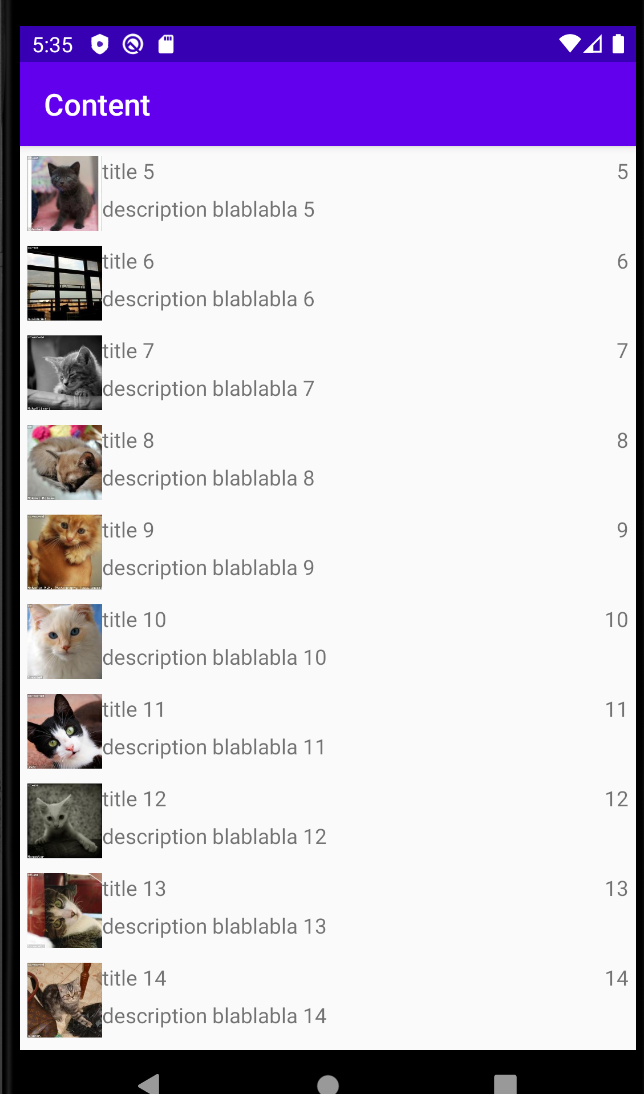 5:35
Content
title 5 5
description blablabla 5
title 6 6
description blablabla 6
title 7 7
description blablabla 7
title 8 8
description blablabla 8
title 9 9
description blablabla 9
title 10 10
description blablabla 10
title 11 11
description blablabla 11
title 12 12
description blablabla 12
title 13 13
description blablabla 13
title 14 14
description blablabla 14